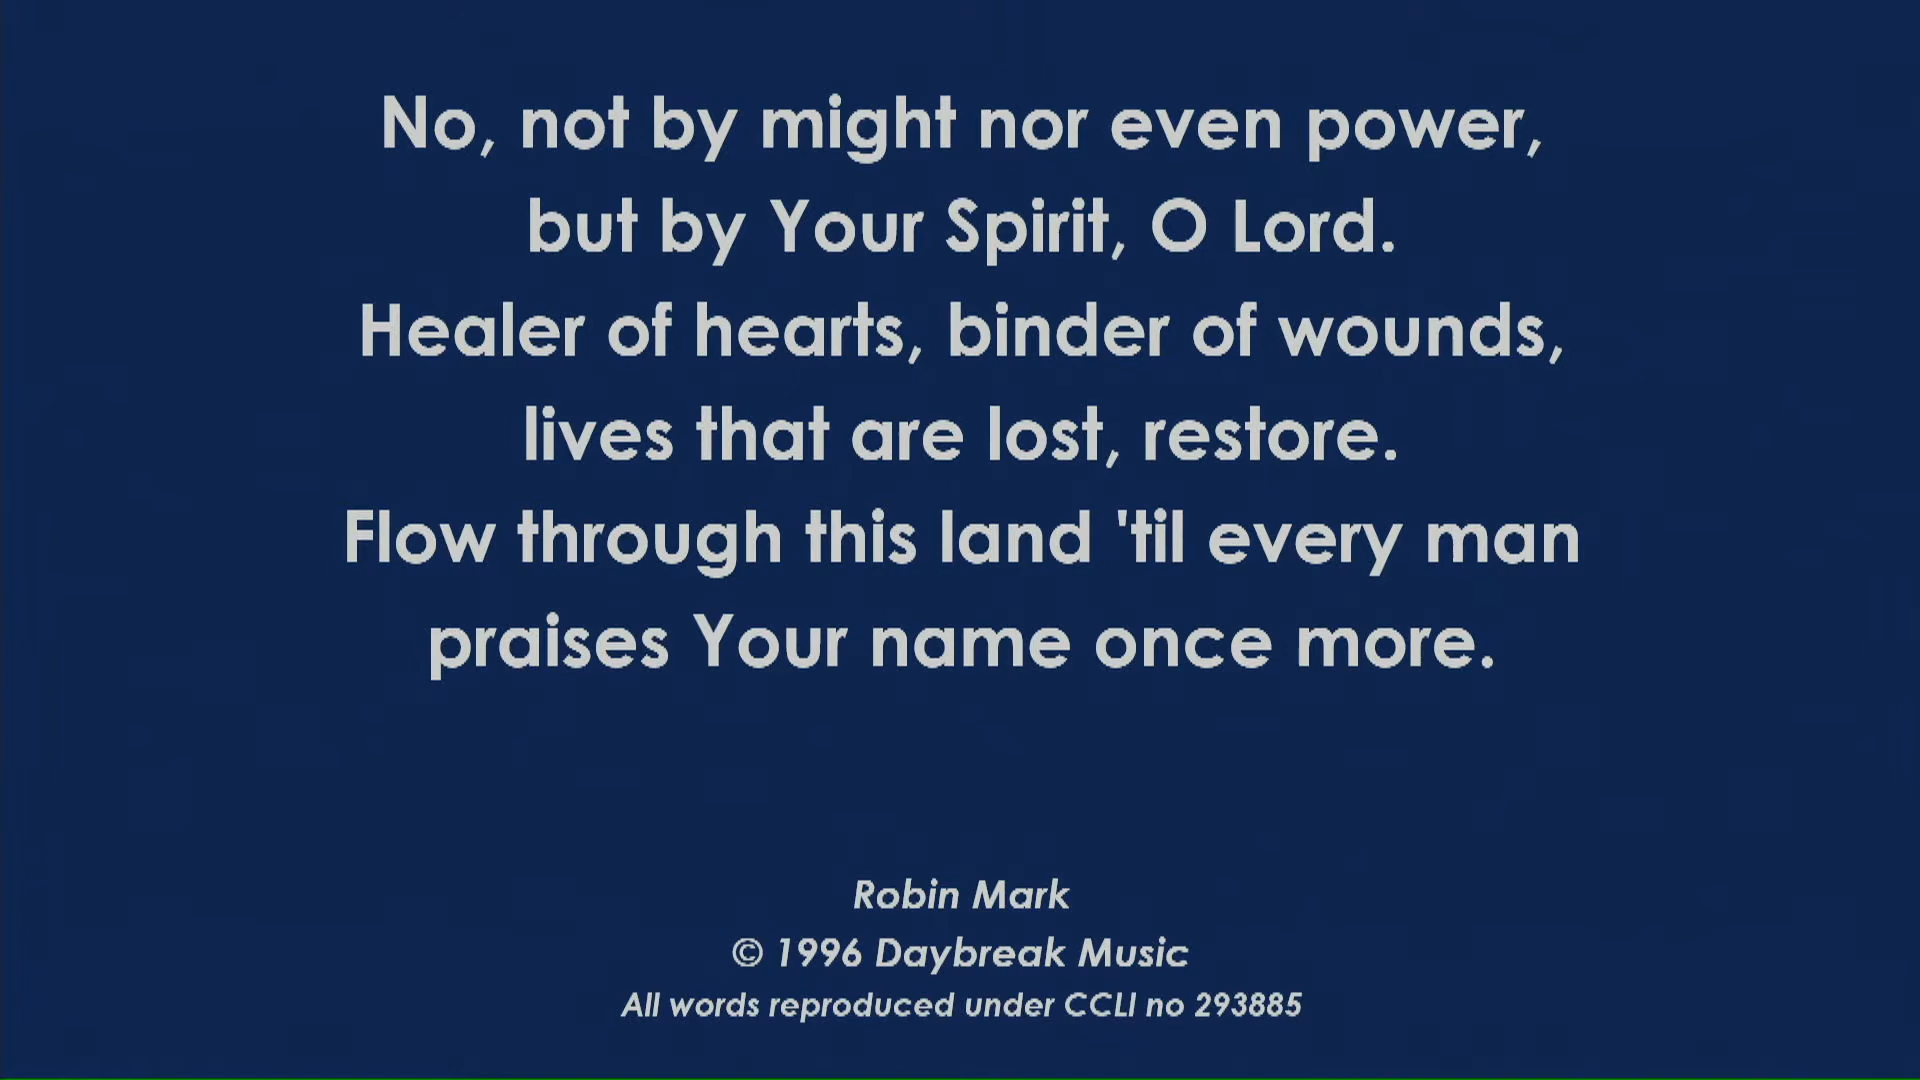 No, not by might nor even power,
but by Your Spirit, O Lord.
Healer of hearts, binder of wounds,
lives that are lost, restore.
Flow through this land 'til every man
praises Your name once more.
Robin Mark
© 1996 Daybreak Music
All words reproduced under CCLI no 293885